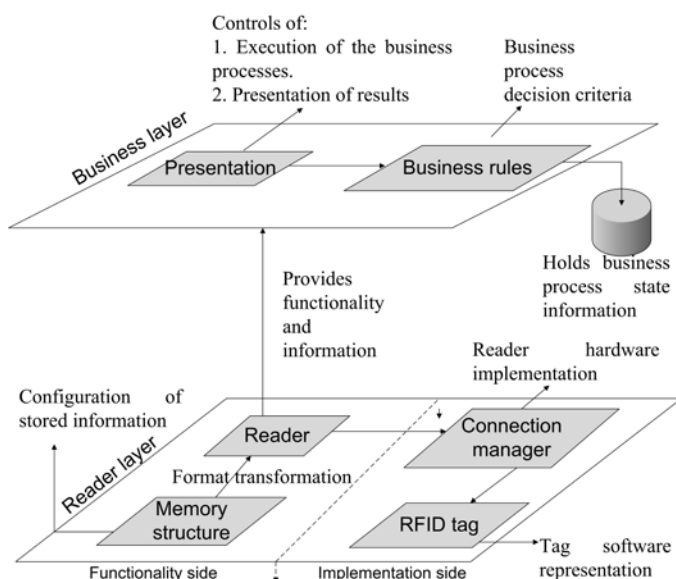 Controls of:
1. Execution of the business
processes.
2. Presentation of results
Business
process
decision criteria
Business layer
Presentation
Business rules
Provides
functionality
and
information
Holds business
process state
information
Reader hardware
implementation
Configuration of
stored information
Reader layer
Reader
Connection
manager
Format transformation
Memory
structure
RFID tag
Tag software
representation
Functionality side
Implementation side